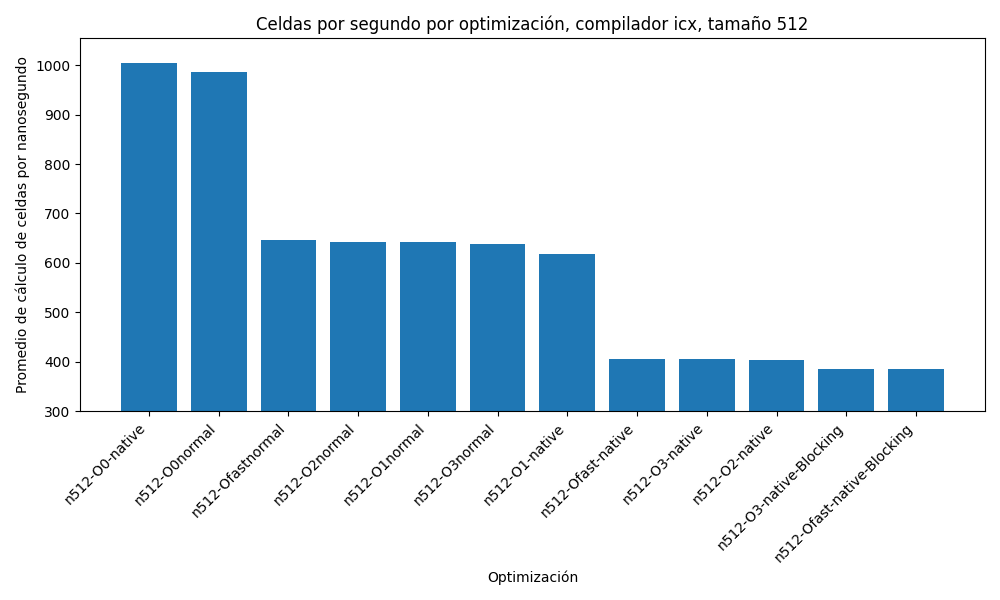 Celdas por segundo por optimización, compilador icx, tamaño 512
Promedio de cálculo de celdas por nanosegundo
1000
900
800
700
600
500
400
300
n512-O0-native
n512-O0normal
n512-Ofastnormal
n512-O2normal
n512-O1normal
n512-O3normal
n512-O1-native
n512-Ofast-native
n512-O3-native
n512-O2-native
n512-O3-native-Blocking
n512-Ofast-native-Blocking
Optimización